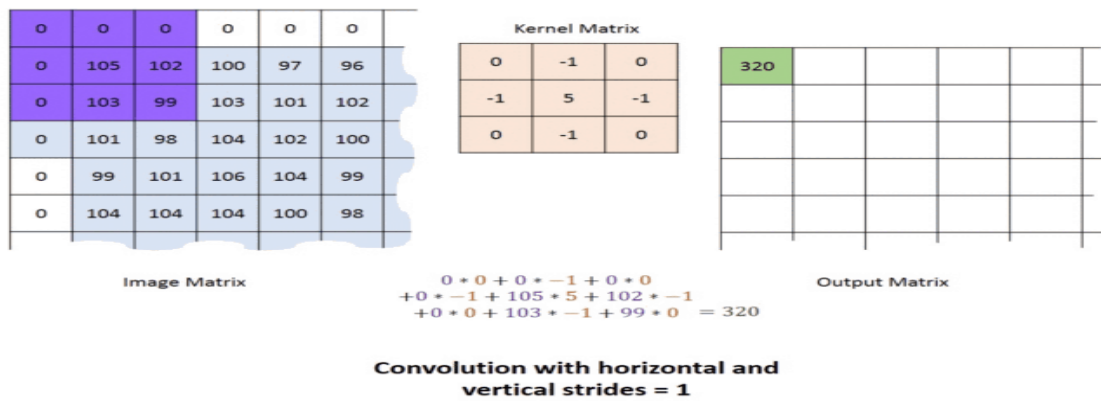 Kernel Matrix
0 0 0 0 0
0 105 102 100 97 96
0 103 99 103 101 102
0 101 98 104 102 100
0 99 101 106 104 99
0 104 104 104 100 98
0 -1 0
-1 5 -1
0 -1 0
320
Image Matrix
Output Matrix
0 * 0 + 0 * −1 + 0 * 0
+0 * −1 + 105 * 5 + 102 * −1
+0 * 0 + 103 * −1 + 99 * 0 = 320
Convolution with horizontal and
vertical strides = 1